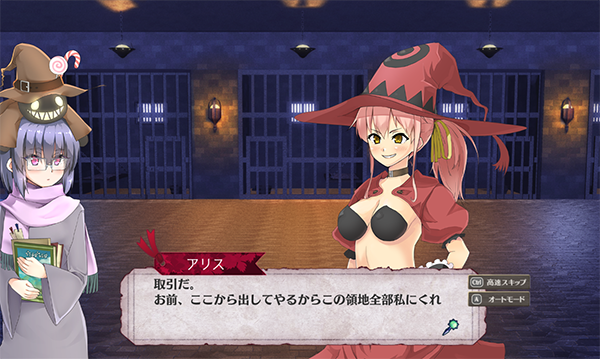 アリス
取引だ。
お前、ここから出してやるからこの領地全部私にくれ
Ctrl 高速スキップ
A オートモード